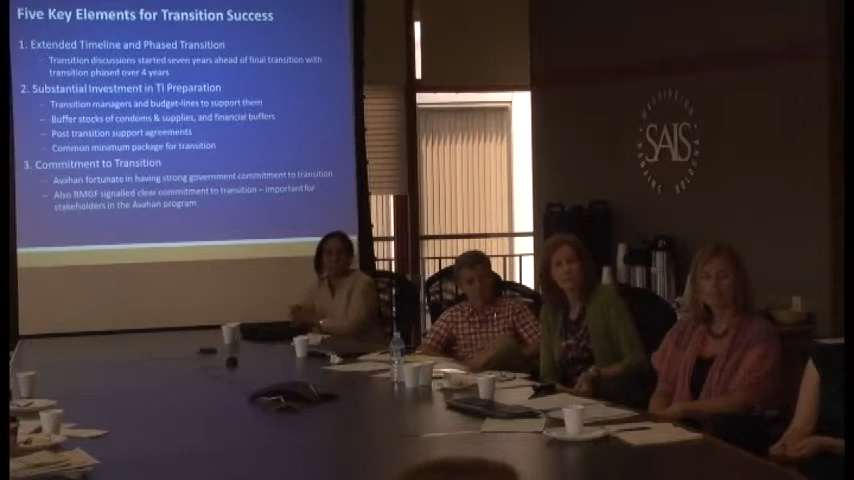 Five Key Elements for Transition Success
1. Extended Timeline and Phased Transition
– Transition discussions started seven years ahead of final transition with
transition phased over 4 years
2. Substantial Investment in TI Preparation
– Transition managers and budget-lines to support them
– Buffer stocks of condoms & supplies, and financial buffers
– Post transition support agreements
– Common minimum package for transition
3. Commitment to Transition
– Avahan fortunate in having strong government commitment to transition
– Also BMGF signalled clear commitment to transition – important for
stakeholders in the Avahan program
WASHINGTON
SAIS
NANJING BOLOGNA